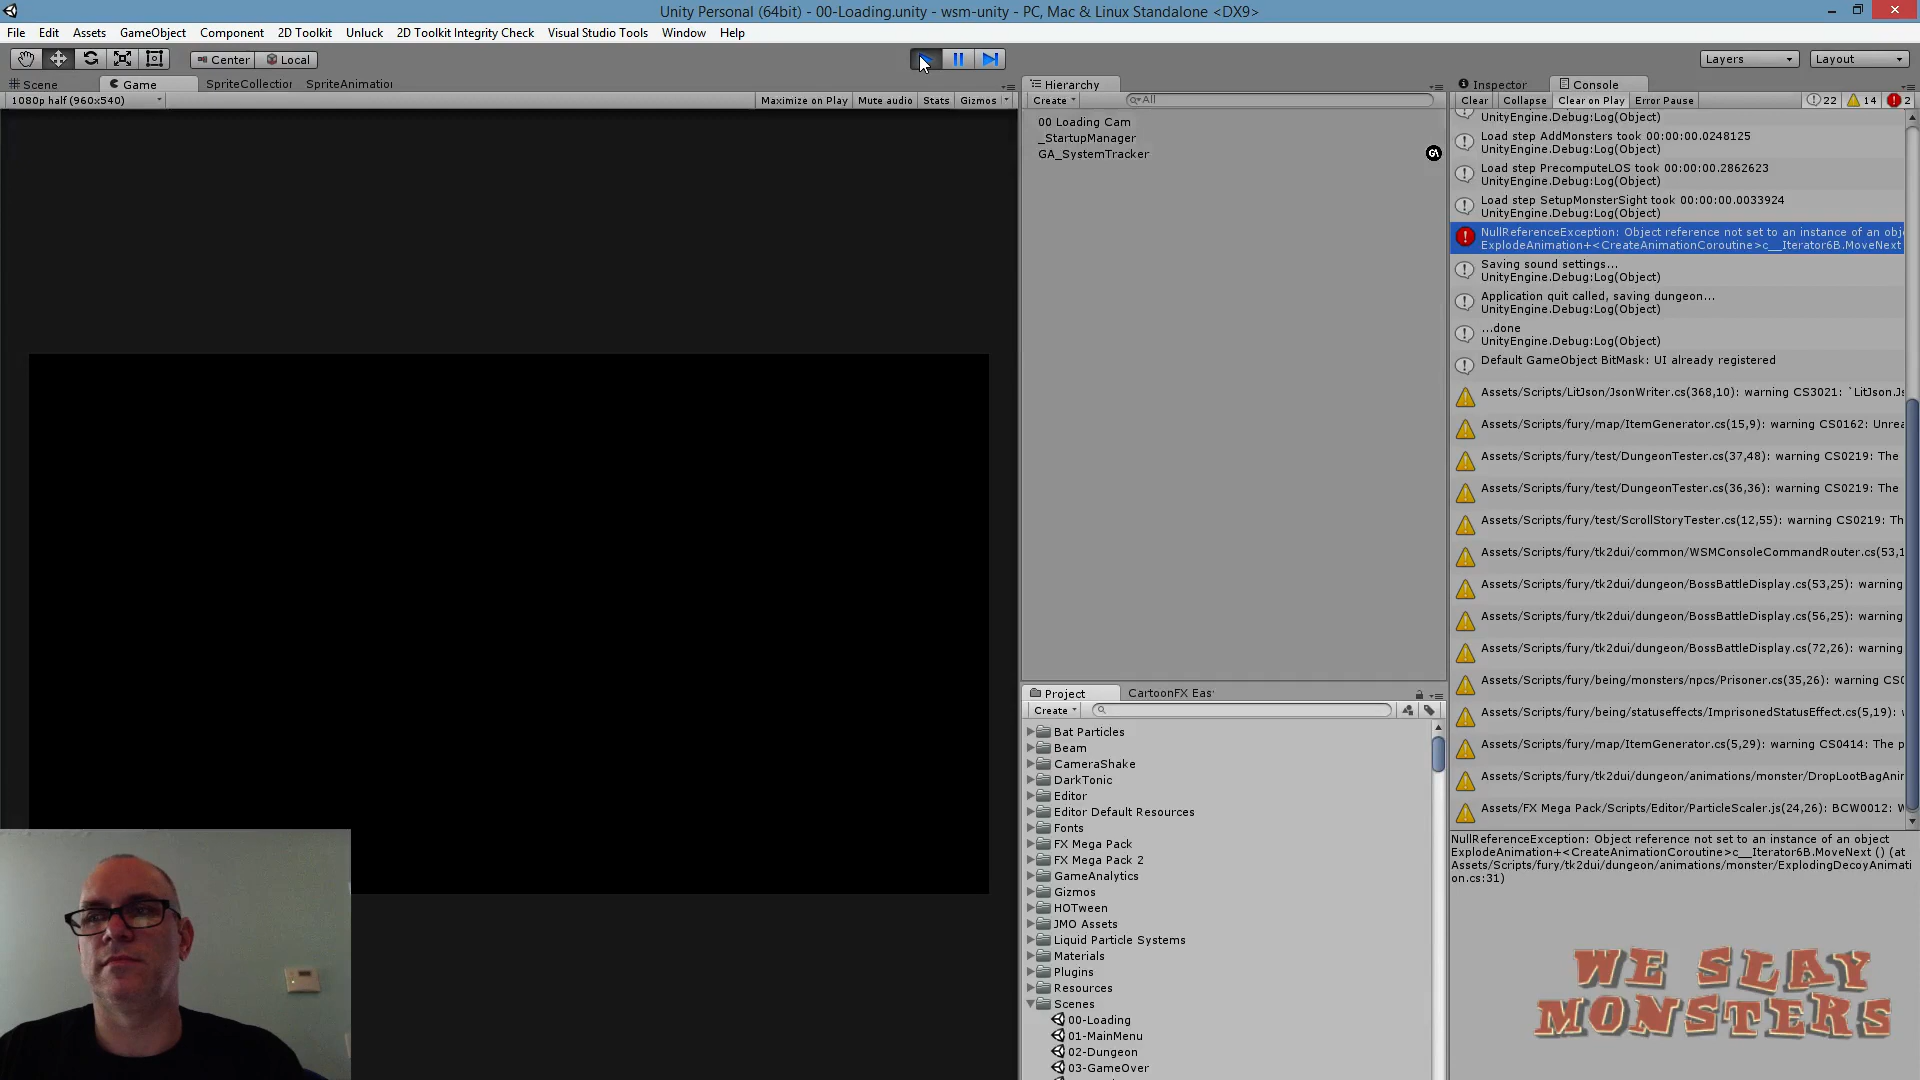 Unity Personal (64bit) - 00-Loading.unity - wsm-unity - PC, Mac & Linux Standalone <DX9>
File Edit Assets GameObject Component 2D Toolkit Unluck 2D Toolkit Integrity Check Visual Studio Tools Window Help
Center Local Layers Layout
Scene Game SpriteCollectio SpriteAnimation Hierarchy Inspector Console
1080p half (960x540) Maximize on Play Mute audio Stats Gizmos Create All Clear Collapse Clear on Play Error Pause 22 14 2
00 Loading Cam
_StartupManager
GA_SystemTracker
UnityEngine.Debug:Log(Object)
Load step AddMonsters took 00:00:00.0248125
UnityEngine.Debug:Log(Object)
Load step PrecomputeLOS took 00:00:00.2862623
UnityEngine.Debug:Log(Object)
Load step SetupMonsterSight took 00:00:00.0033924
UnityEngine.Debug:Log(Object)
NullReferenceException: Object reference not set to an instance of an obje
ExplodeAnimation+<CreateAnimationCoroutine>c__Iterator6B.MoveNext
Saving sound settings...
UnityEngine.Debug:Log(Object)
Application quit called, saving dungeon...
UnityEngine.Debug:Log(Object)
...done
UnityEngine.Debug:Log(Object)
Default GameObject BitMask: UI already registered
Assets/Scripts/LitJson/JsonWriter.cs(368,10): warning CS3021: `LitJson.Js
Assets/Scripts/fury/map/ItemGenerator.cs(15,9): warning CS0162: Unrea
Assets/Scripts/fury/test/DungeonTester.cs(37,48): warning CS0219: The
Assets/Scripts/fury/test/DungeonTester.cs(36,36): warning CS0219: The
Assets/Scripts/fury/test/ScrollStoryTester.cs(12,55): warning CS0219: Th
Assets/Scripts/fury/tk2dui/common/WSMConsoleCommandRouter.cs(53,1
Assets/Scripts/fury/tk2dui/dungeon/BossBattleDisplay.cs(53,25): warning
Assets/Scripts/fury/tk2dui/dungeon/BossBattleDisplay.cs(56,25): warning
Assets/Scripts/fury/tk2dui/dungeon/BossBattleDisplay.cs(72,26): warning
Assets/Scripts/fury/being/monsters/npcs/Prisoner.cs(35,26): warning CS0
Assets/Scripts/fury/being/statuseffects/ImprisonedStatusEffect.cs(5,19): w
Assets/Scripts/fury/map/ItemGenerator.cs(5,29): warning CS0414: The p
Assets/Scripts/fury/tk2dui/dungeon/animations/monster/DropLootBagAnim
Assets/FX Mega Pack/Scripts/Editor/ParticleScaler.js(24,26): BCW0012: W
Project CartoonFX Eas
Create
Bat Particles
Beam
CameraShake
DarkTonic
Editor
Editor Default Resources
Fonts
FX Mega Pack
FX Mega Pack 2
GameAnalytics
Gizmos
HOTween
JMO Assets
Liquid Particle Systems
Materials
Plugins
Resources
Scenes
00-Loading
01-MainMenu
02-Dungeon
03-GameOver
NullReferenceException: Object reference not set to an instance of an object
ExplodeAnimation+<CreateAnimationCoroutine>c__Iterator6B.MoveNext () (at
Assets/Scripts/fury/tk2dui/dungeon/animations/monster/ExplodingDecoyAnimati
on.cs:31)
WE SLAY
MONSTERS